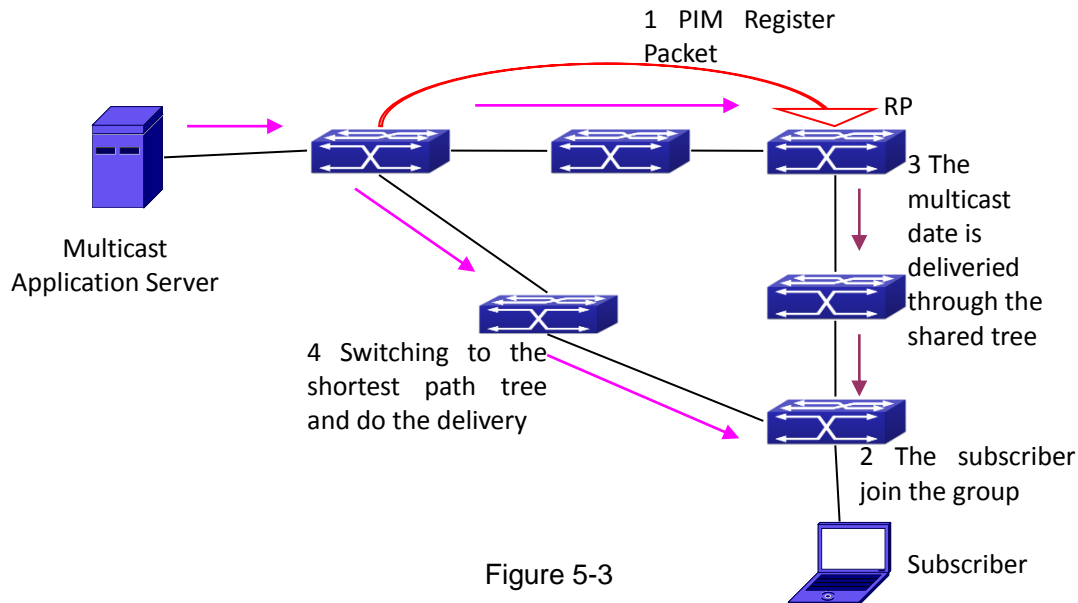 1 PIM Register
Packet
RP
3 The
multicast
date is
deliveried
through the
shared tree
Multicast
Application Server
4 Switching to the
shortest path tree
and do the delivery
2 The subscriber
join the group
Subscriber
Figure 5-3